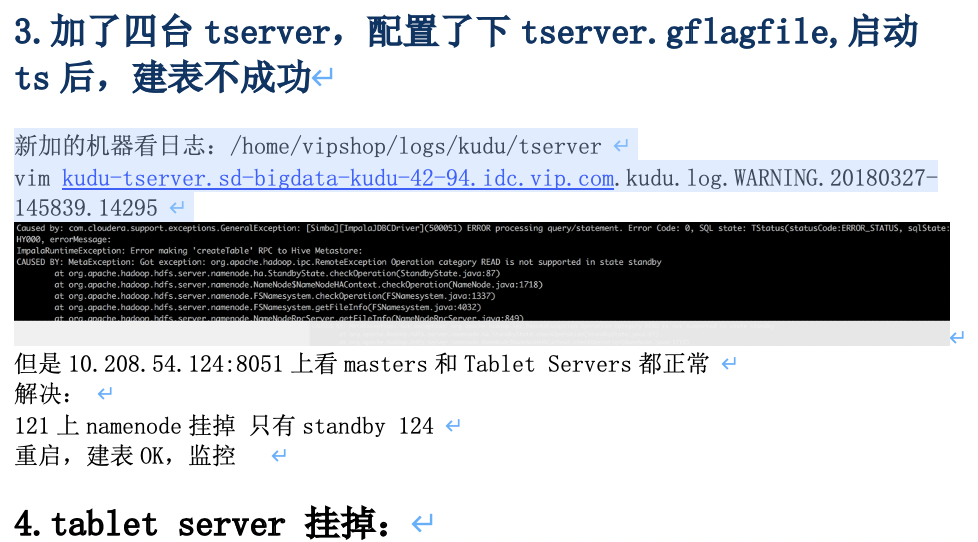 3.加了四台 tserver，配置了下 tserver.gflagfile,启动
ts 后，建表不成功
新加的机器看日志：/home/vipshop/logs/kudu/tserver
vim kudu-tserver.sd-bigdata-kudu-42-94.idc.vip.com.kudu.log.WARNING.20180327-
145839.14295
Caused by: com.cloudera.support.exceptions.GeneralException: [Simba][ImpalaJDBCDriver](500051) ERROR processing query/statement. Error Code: 0, SQL state: TStatus(statusCode:ERROR_STATUS, sqlState:
HY000, errorMessage:
ImpalaRuntimeException: Error making 'createTable' RPC to Hive Metastore:
CAUSED BY: MetaException: Got exception: org.apache.hadoop.ipc.RemoteException Operation category READ is not supported in state standby
at org.apache.hadoop.hdfs.server.namenode.ha.StandbyState.checkOperation(StandbyState.java:87)
at org.apache.hadoop.hdfs.server.namenode.NameNode$NameNodeHAContext.checkOperation(NameNode.java:1718)
at org.apache.hadoop.hdfs.server.namenode.FSNamesystem.checkOperation(FSNamesystem.java:1337)
at org.apache.hadoop.hdfs.server.namenode.FSNamesystem.getFileInfo(FSNamesystem.java:4032)
at org.apache.hadoop.hdfs.server.namenode.NameNodeRpcServer.getFileInfo(NameNodeRpcServer.java:849)
但是 10.208.54.124:8051 上看 masters 和 Tablet Servers 都正常
解决：
121 上 namenode 挂掉 只有 standby 124
重启，建表 OK，监控
4.tablet server 挂掉：